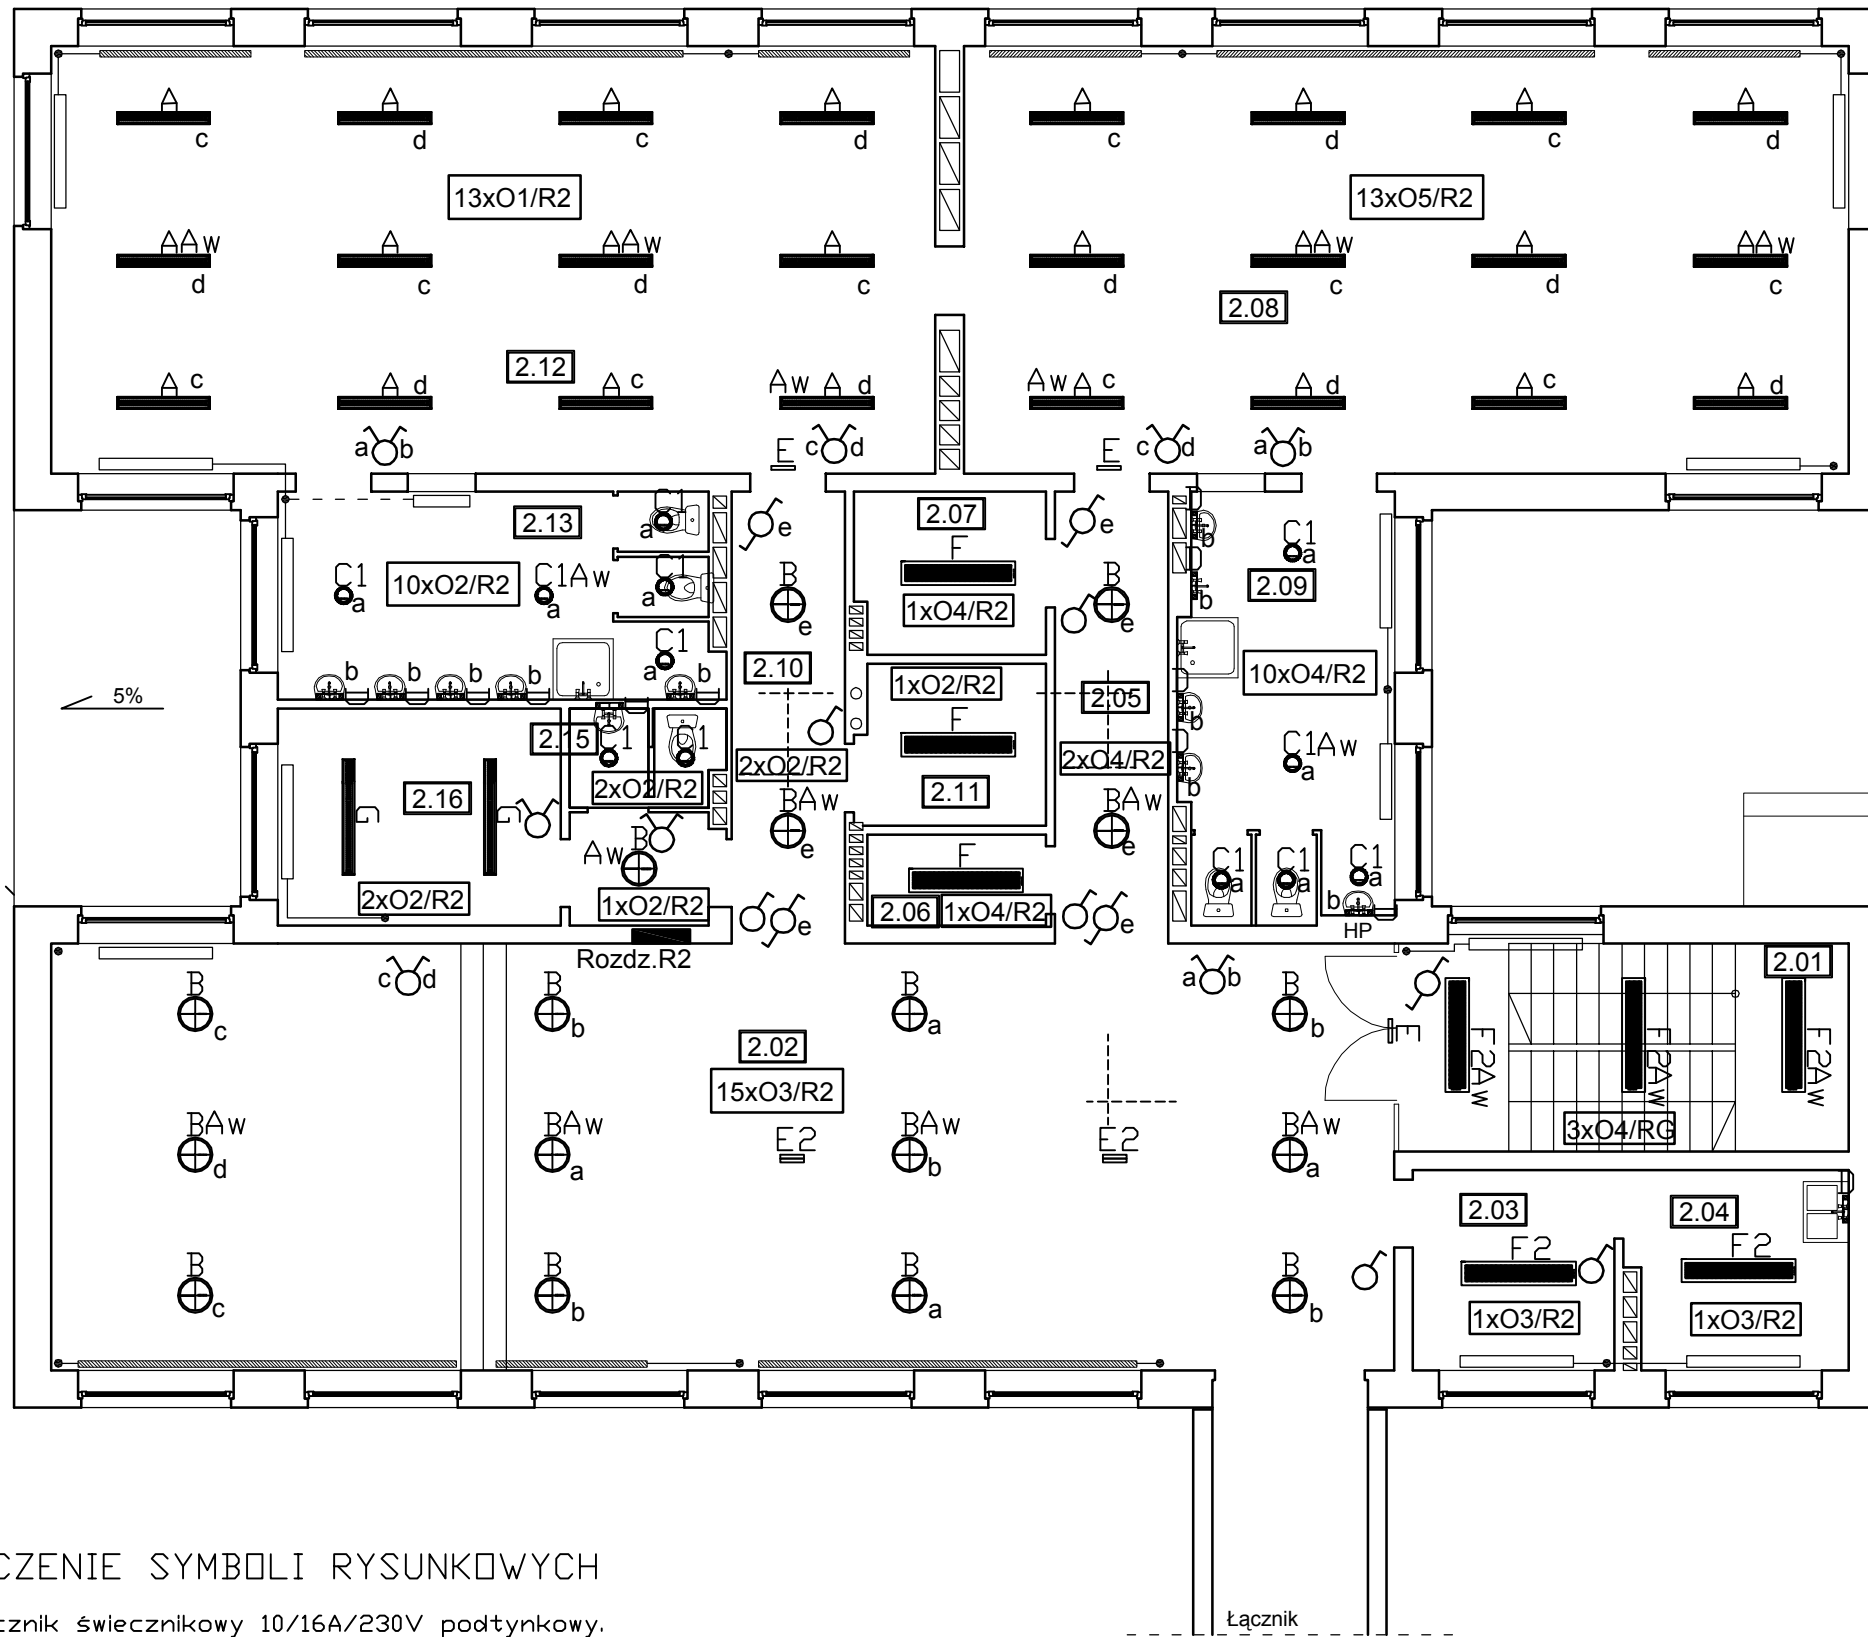 A A A A A A A A
c d c d c d c d
13xO1/R2 13xO5/R2
AAw A AAw A A AAw A AAw
d c d c d c d c
2.08
2.12
A c A d A c Aw A d Aw A c A d A c A d
a b E c d E c d a b
2.13 C1 a e 2.07 e b C1 a
F
C1 a 10xO2/R2 C1Aw a C1 a B e 1xO4/R2 B e b 2.09
C1 a
b b b b b 2.10 1xO2/R2 2.05 10xO4/R2
5%
F b
2.15 C1 C1 C1Aw a
2xO2/R2 2xO4/R2
G 2.16 G 2xO2/R2 2.11 b
BAw e BAw e
Aw B F C1 a C1 a C1 a
2xO2/R2 1xO2/R2 2.06 1xO4/R2 b
e e HP
Rozdz.R2
2.01
B c c d B b B a a b B b
2.02 E F2Aw F2Aw F2Aw
15xO3/R2
3xO4/RG
BAw d BAw a E2 BAw b E2 BAw a
2.03 2.04
F2 F2
B c B b B a B b
1xO3/R2 1xO3/R2
CZENIE SYMBOLI RYSUNKOWYCH
cznik świecznikowy 10/16A/230V podtynkowy.
Łącznik